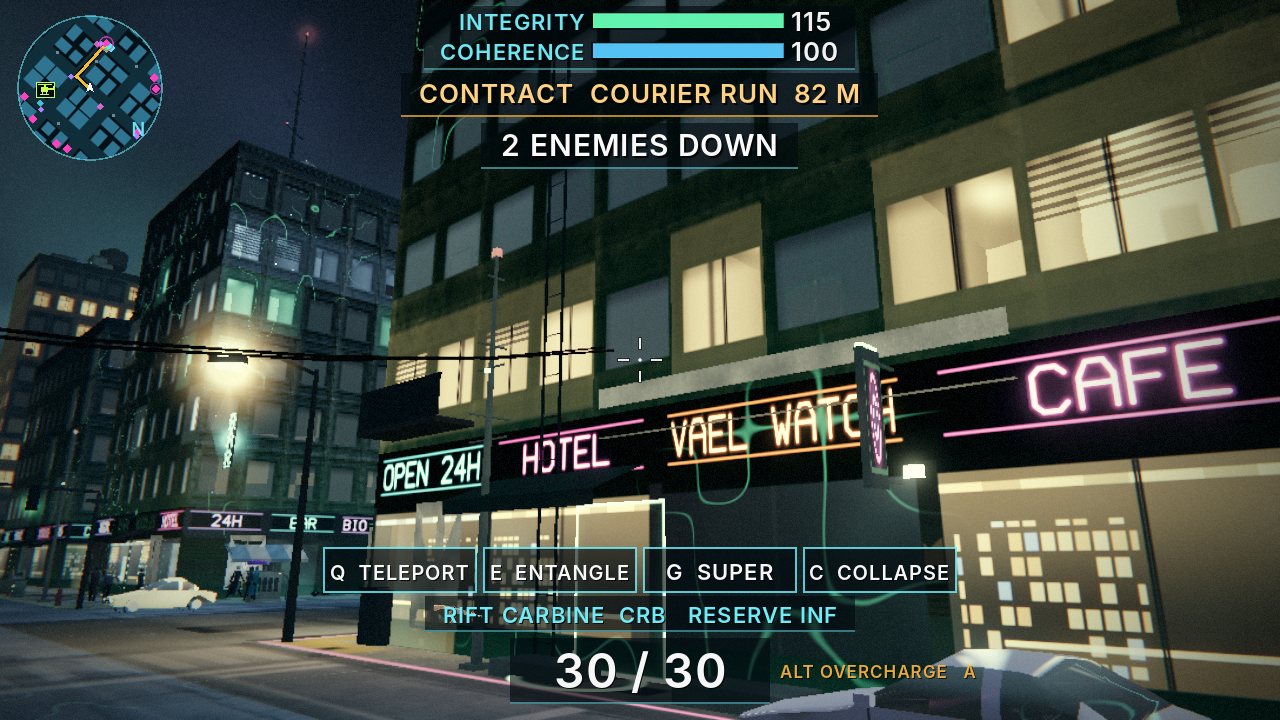 INTEGRITY 115
COHERENCE 100
CONTRACT COURIER RUN 82 M
2 ENEMIES DOWN
N
CAFE
VAEL WATCH
HOTEL
OPEN 24H
HOTEL
24H
BAR
BIO
Q TELEPORT
E ENTANGLE
G SUPER
C COLLAPSE
RIFT CARBINE CRB RESERVE INF
30 / 30
ALT OVERCHARGE A